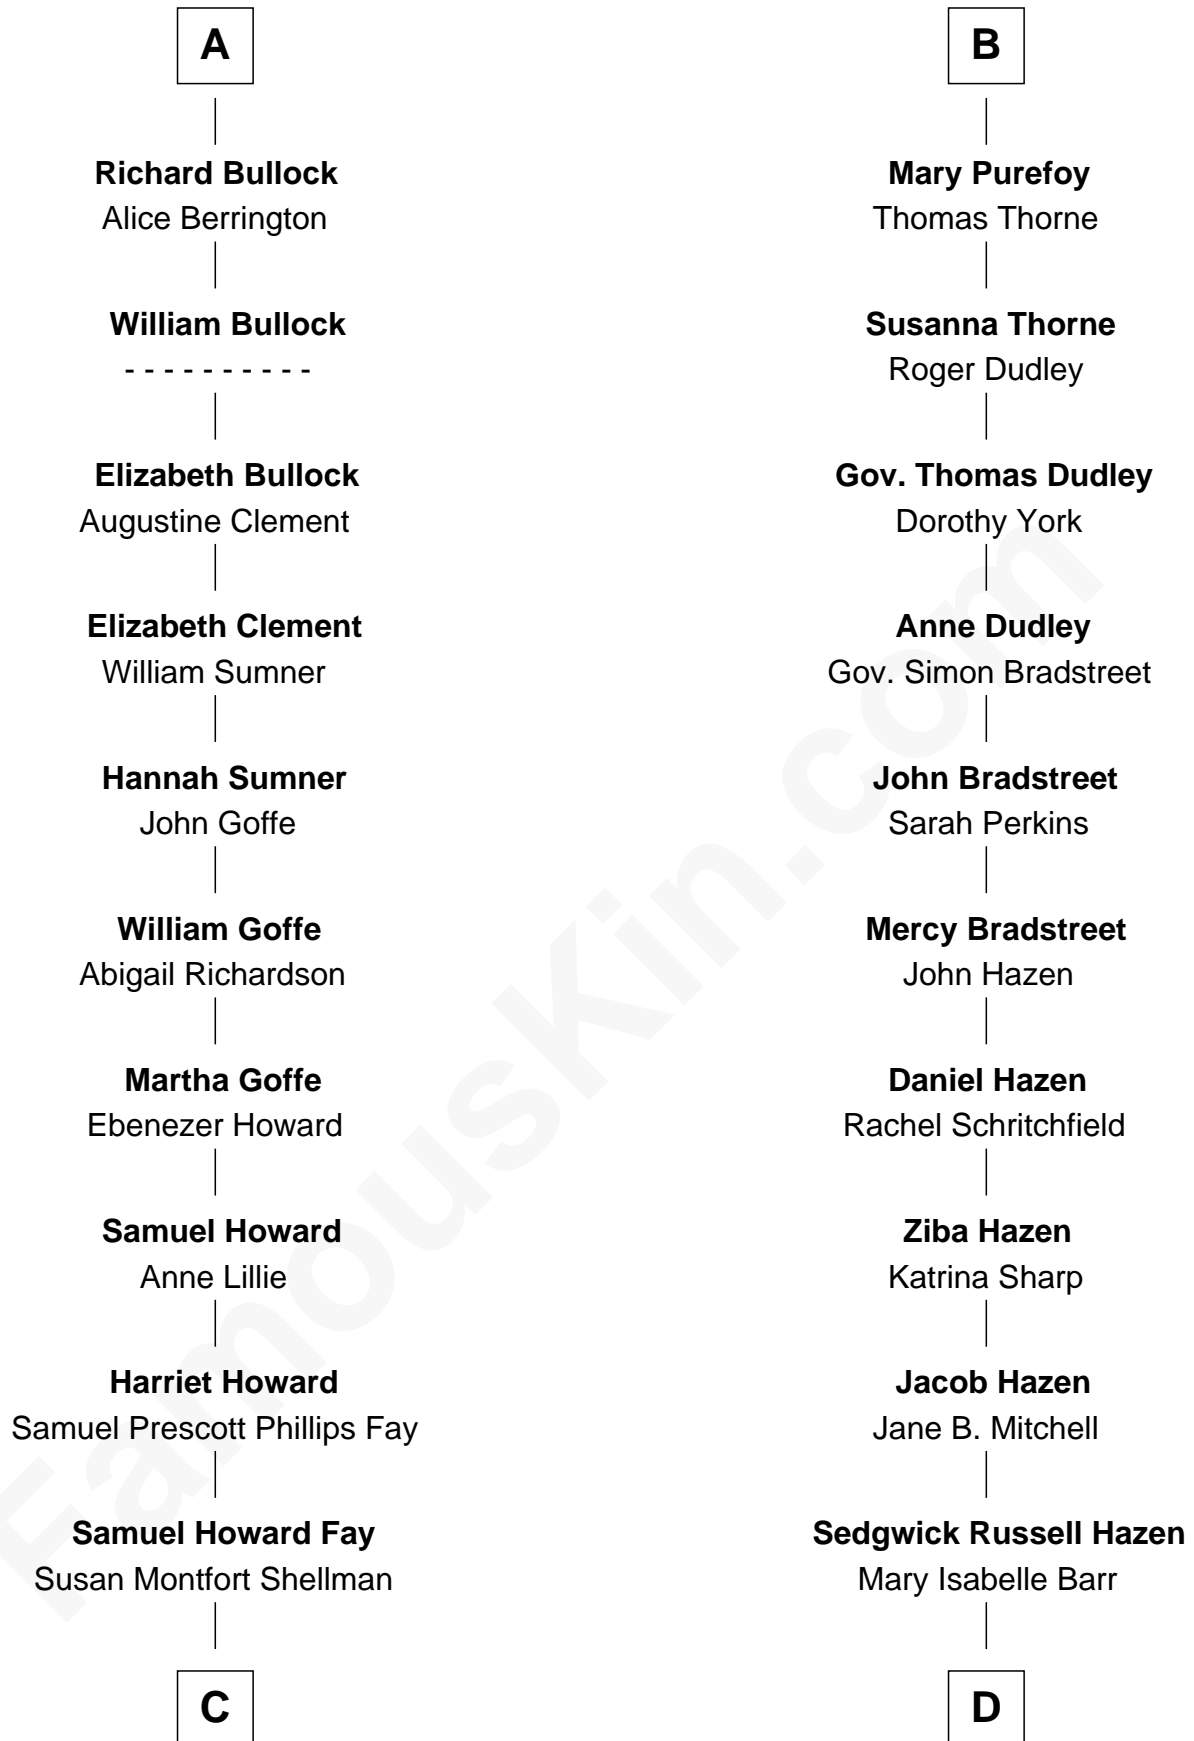 A
Richard Bullock
Alice Berrington
William Bullock
- - - - - - - - - -
Elizabeth Bullock
Augustine Clement
Elizabeth Clement
William Sumner
Hannah Sumner
John Goffe
William Goffe
Abigail Richardson
Martha Goffe
Ebenezer Howard
Samuel Howard
Anne Lillie
Harriet Howard
Samuel Prescott Phillips Fay
Samuel Howard Fay
Susan Montfort Shellman
C
B
Mary Purefoy
Thomas Thorne
Susanna Thorne
Roger Dudley
Gov. Thomas Dudley
Dorothy York
Anne Dudley
Gov. Simon Bradstreet
John Bradstreet
Sarah Perkins
Mercy Bradstreet
John Hazen
Daniel Hazen
Rachel Schritchfield
Ziba Hazen
Katrina Sharp
Jacob Hazen
Jane B. Mitchell
Sedgwick Russell Hazen
Mary Isabelle Barr
D
FamousKin.com